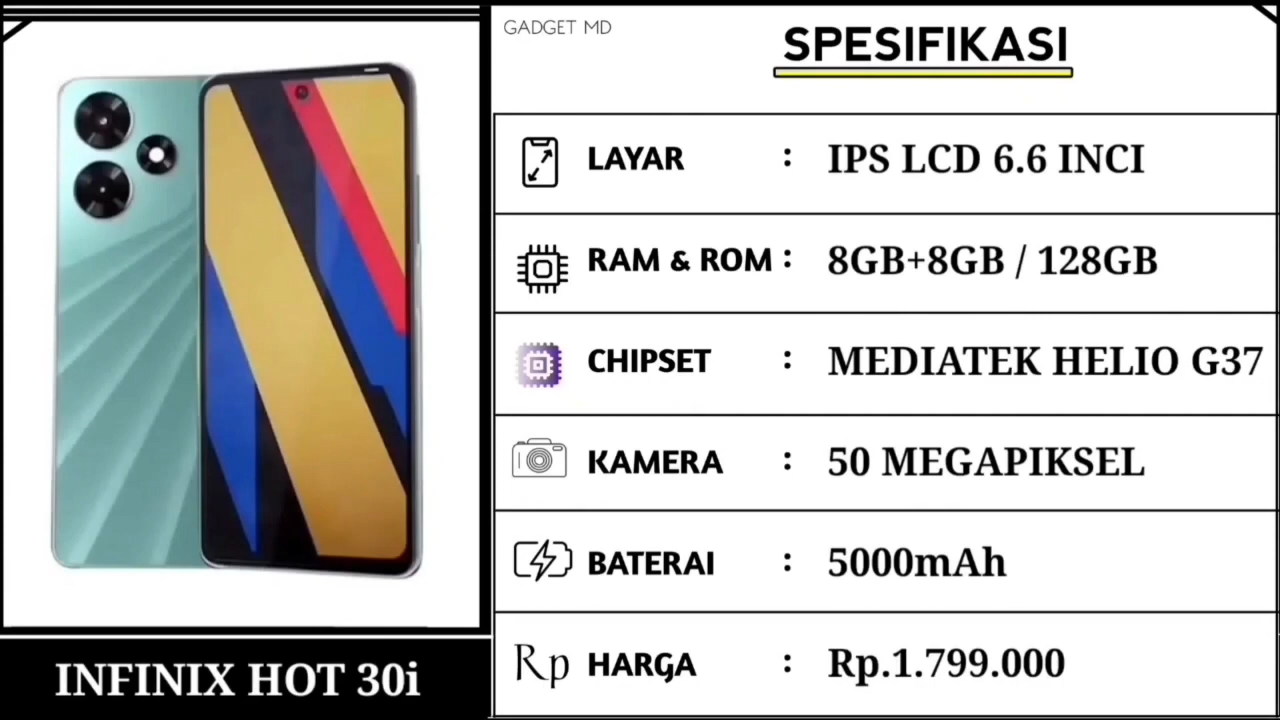 GADGET MD
SPESIFIKASI
LAYAR : IPS LCD 6.6 INCI
RAM & ROM : 8GB+8GB / 128GB
CHIPSET : MEDIATEK HELIO G37
KAMERA : 50 MEGAPIKSEL
BATERAI : 5000mAh
Rp HARGA : Rp.1.799.000
INFINIX HOT 30i